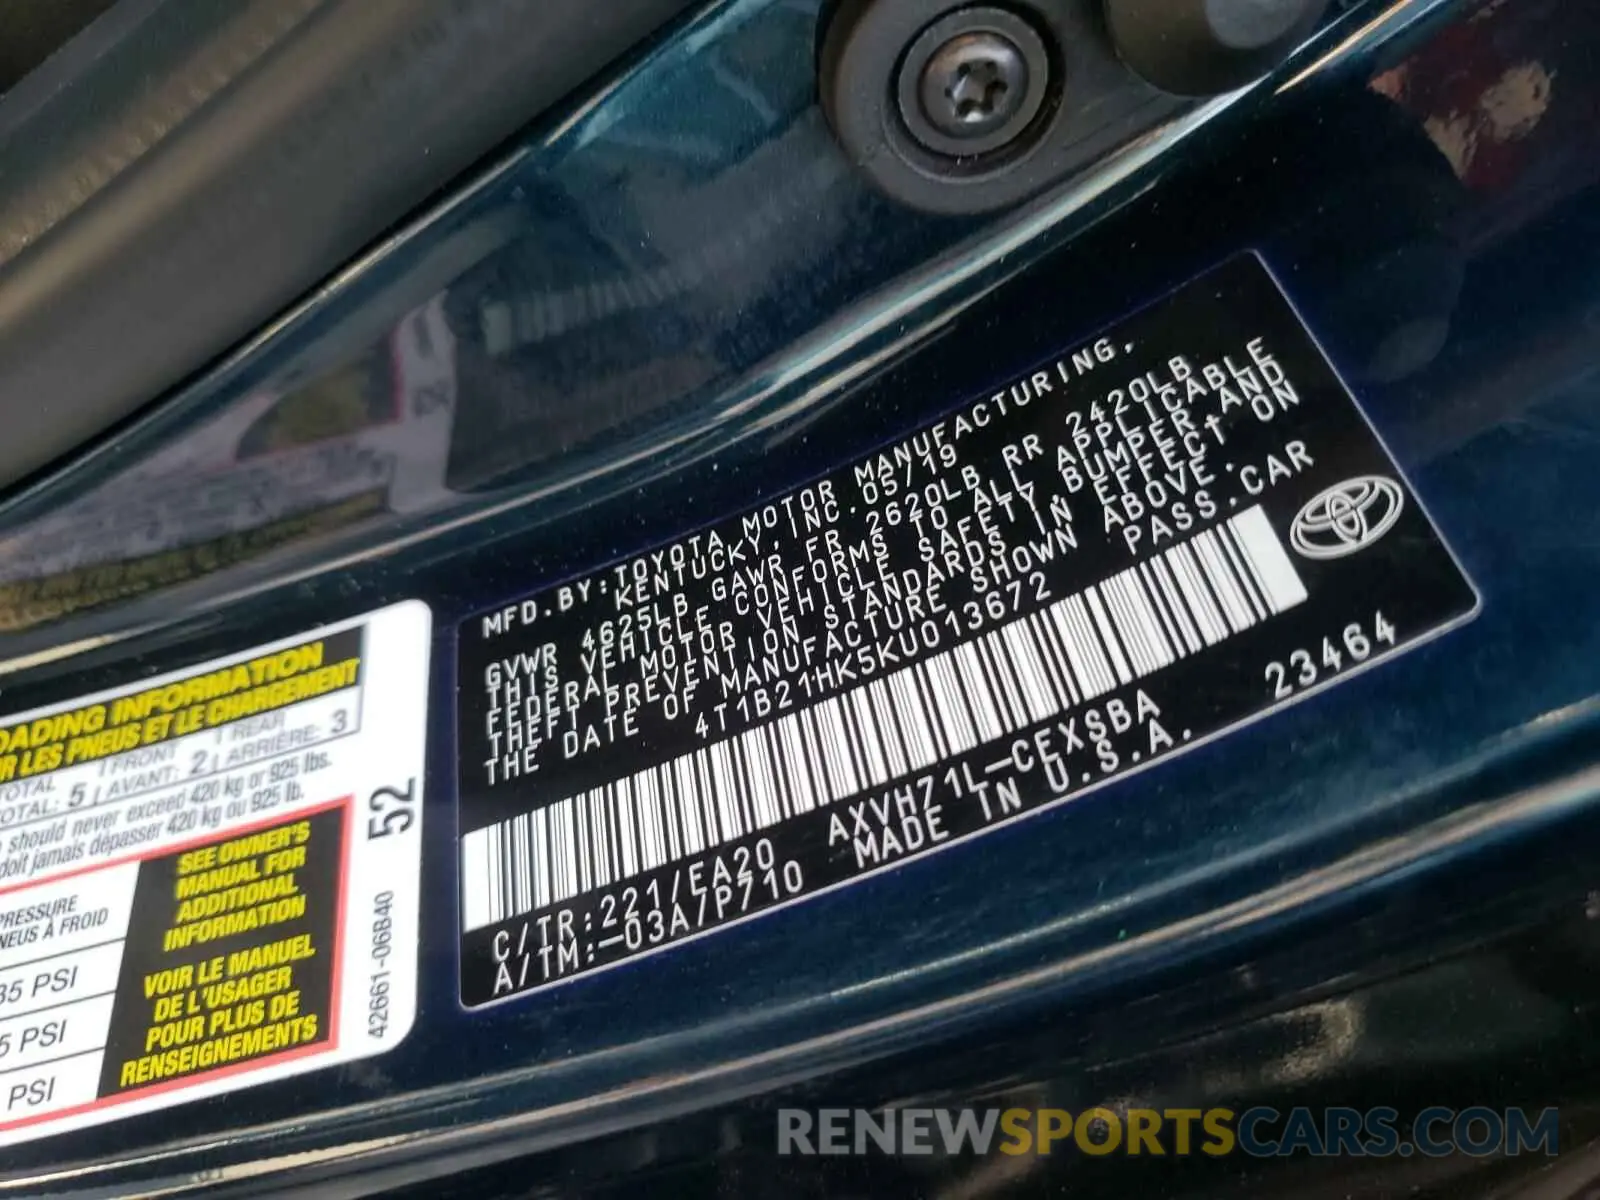 MFD.BY:TOYOTA MOTOR MANUFACTURING,
KENTUCKY,INC.05/19
GVWR 4625LB GAWR FR 2620LB RR 2420LB
THIS VEHICLE CONFORMS TO ALL APPLICABLE
FEDERAL MOTOR VEHICLE SAFETY,BUMPER,AND
THEFT PREVENTION STANDARDS IN EFFECT ON
THE DATE OF MANUFACTURE SHOWN ABOVE.
4T1B21HK5KU013672 PASS.CAR
C/TR:221/EA20 AXVHZ1L-CEXSBA 23464
A/TM:-03A/P710 MADE IN U.S.A.
LOADING INFORMATION
R LES PNEUS ET LE CHARGEMENT
TOTAL FRONT REAR
TOTAL: 5 AVANT: 2 ARRIÈRE: 3
should never exceed 420 kg or 925 lbs.
doit jamais dépasser 420 kg ou 925 lb.
PRESSURE
NEUS À FROID
35 PSI
5 PSI
PSI
SEE OWNER'S
MANUAL FOR
ADDITIONAL
INFORMATION
VOIR LE MANUEL
DE L'USAGER
POUR PLUS DE
RENSEIGNEMENTS
52
42661-06B40
RENEWSPORTSCARS.COM